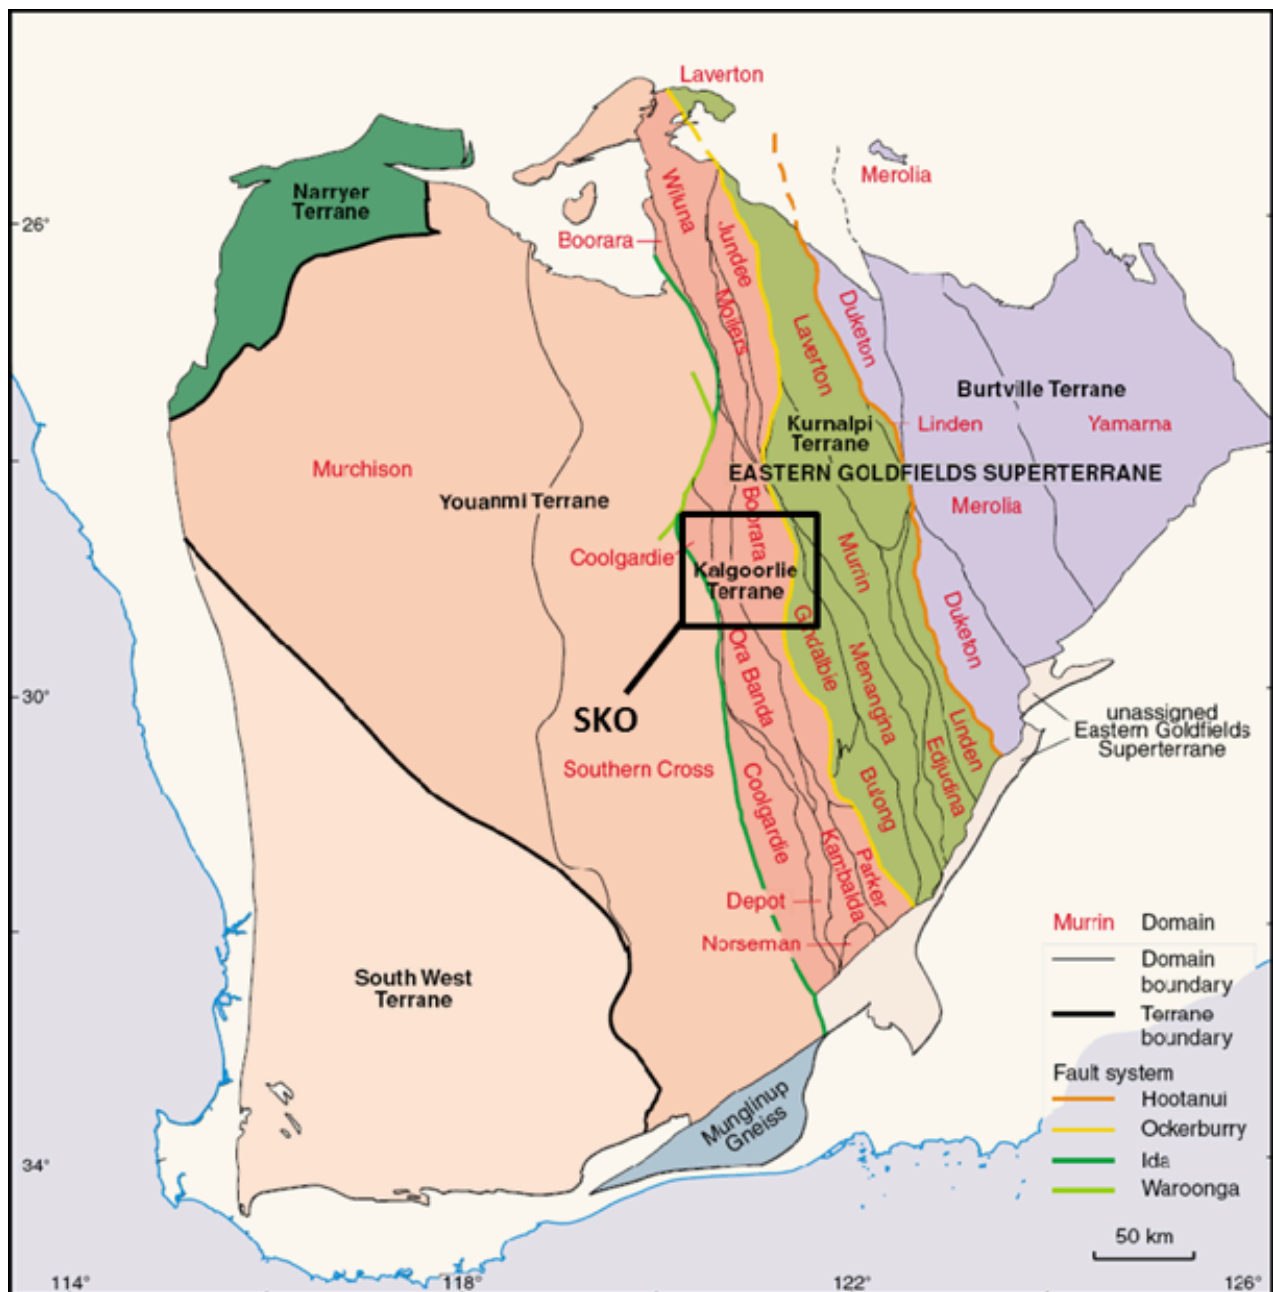 Laverton
Merolia
Narryer
Terrane
Wiluna
26°
Boorara
Jundee
Moilers
Duketon
Laverton
Burtville Terrane
Kurnalpi
Terrane
Linden
Yamarna
Murchison
EASTERN GOLDFIELDS SUPERTERRANE
Youanmi Terrane
Boorara
Merolia
Coolgardie
Kalgoorlie
Terrane
Murrin
Gindalbie
Duketon
Ora Banda
Menangina
30°
SKO
Linden
unassigned
Eastern Goldfields
Superterrane
Edjudina
Southern Cross
Coolgardie
Bulong
Kambalda
Parker
Depot
Norseman
Murrin Domain
Domain
boundary
Terrane
boundary
South West
Terrane
Fault system
Hootanui
Ockerburry
Ida
Waroonga
Munglinup
Gneiss
34°
50 km
114°
118°
122°
126°